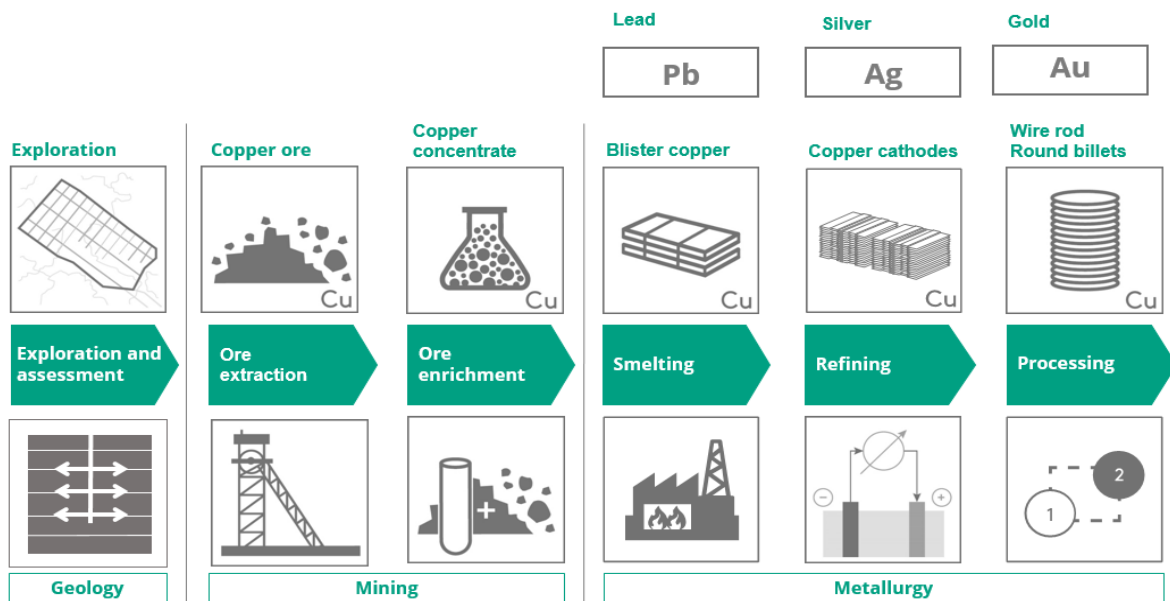 Lead
Silver
Gold
Pb
Ag
Au
Exploration
Copper ore
Copper
concentrate
Blister copper
Copper cathodes
Wire rod
Round billets
Cu
Cu
Cu
Cu
Cu
Exploration and
assessment
Ore
extraction
Ore
enrichment
Smelting
Refining
Processing
+
−
+
1
2
Geology
Mining
Metallurgy